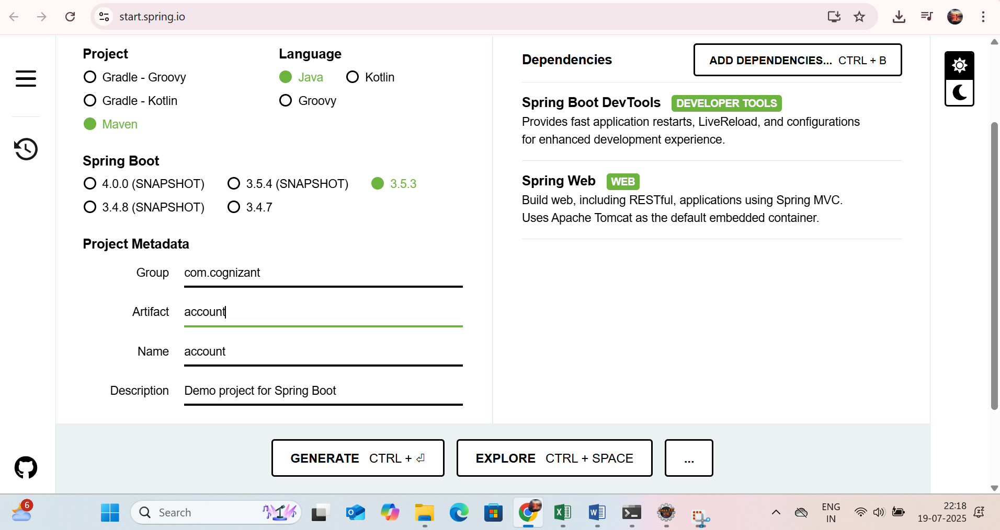 start.spring.io
Project
Gradle - Groovy
Gradle - Kotlin
Maven
Language
Java
Kotlin
Groovy
Spring Boot
4.0.0 (SNAPSHOT)
3.5.4 (SNAPSHOT)
3.5.3
3.4.8 (SNAPSHOT)
3.4.7
Project Metadata
Group com.cognizant
Artifact account
Name account
Description Demo project for Spring Boot
Dependencies
ADD DEPENDENCIES... CTRL + B
Spring Boot DevTools DEVELOPER TOOLS
Provides fast application restarts, LiveReload, and configurations
for enhanced development experience.
Spring Web WEB
Build web, including RESTful, applications using Spring MVC.
Uses Apache Tomcat as the default embedded container.
GENERATE CTRL + ⏎
EXPLORE CTRL + SPACE
...
6
Search
Java EE
IDE
ENG
IN
22:18
19-07-2025